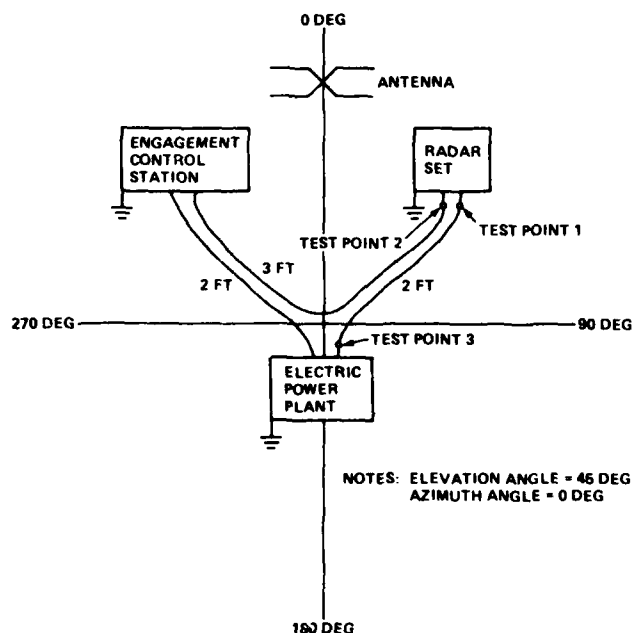 0 DEG
ANTENNA
ENGAGEMENT
CONTROL
STATION
RADAR
SET
TEST POINT 2
TEST POINT 1
3 FT
2 FT
2 FT
270 DEG
90 DEG
TEST POINT 3
ELECTRIC
POWER
PLANT
NOTES: ELEVATION ANGLE = 45 DEG
AZIMUTH ANGLE = 0 DEG
180 DEG